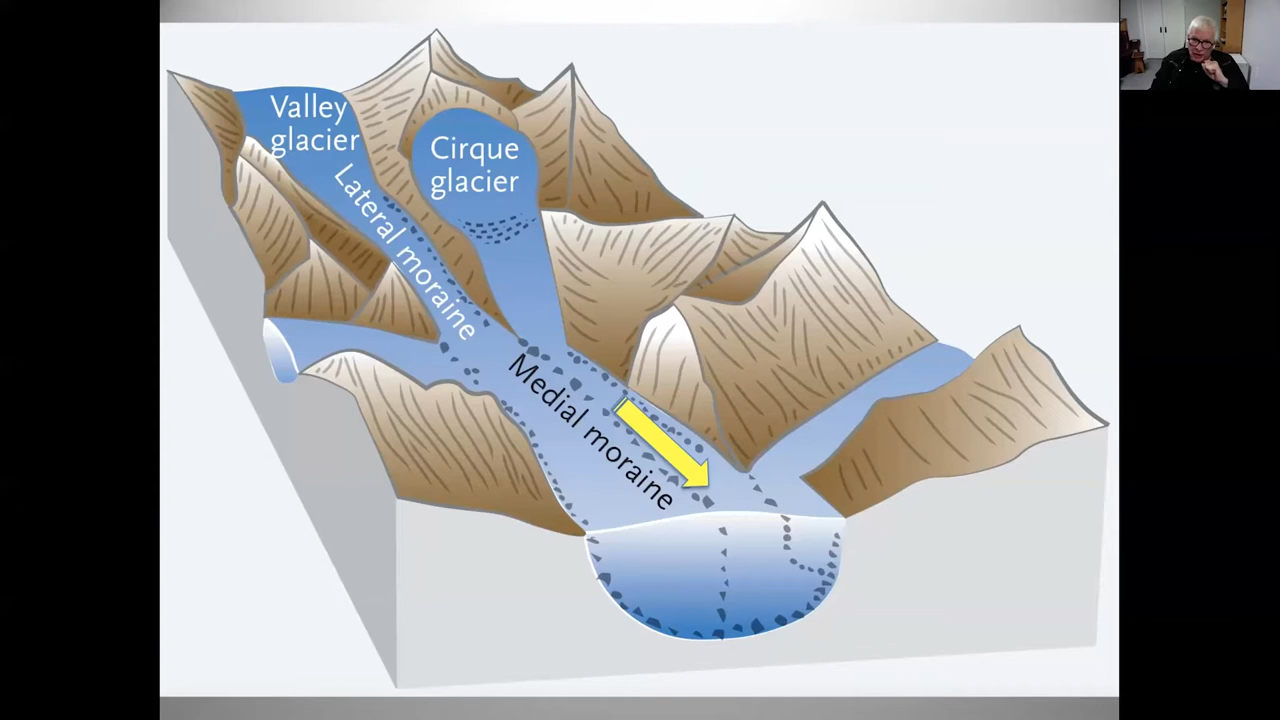 Valley
glacier
Cirque
glacier
Lateral moraine
Medial moraine